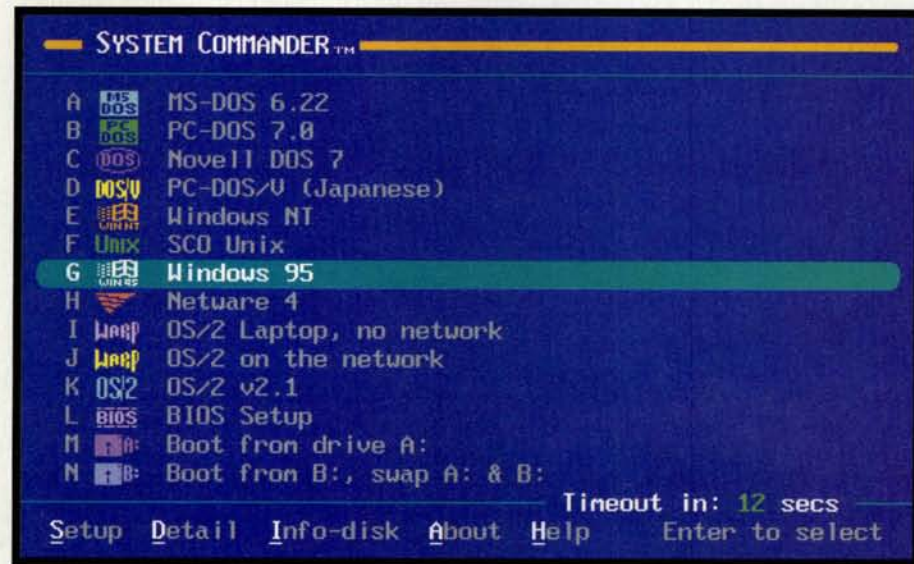 SYSTEM COMMANDER™
A MS DOS MS-DOS 6.22
B PC DOS PC-DOS 7.0
C DOS Novell DOS 7
D DOS/V PC-DOS/V (Japanese)
E WIN NT Windows NT
F Unix SCO Unix
G WIN 95 Windows 95
H Netware 4
I WARP OS/2 Laptop, no network
J WARP OS/2 on the network
K OS/2 OS/2 v2.1
L BIOS BIOS Setup
M A: Boot from drive A:
N B: Boot from B:, swap A: & B:
Timeout in: 12 secs
Setup Detail Info-disk About Help Enter to select